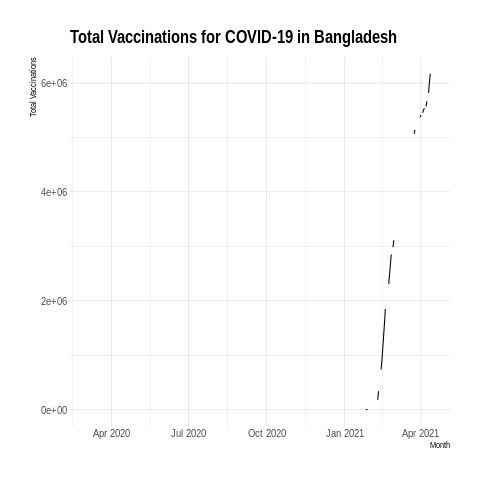 Total Vaccinations for COVID-19 in Bangladesh
Total Vaccinations
6e+06
4e+06
2e+06
0e+00
Apr 2020 Jul 2020 Oct 2020 Jan 2021 Apr 2021
Month